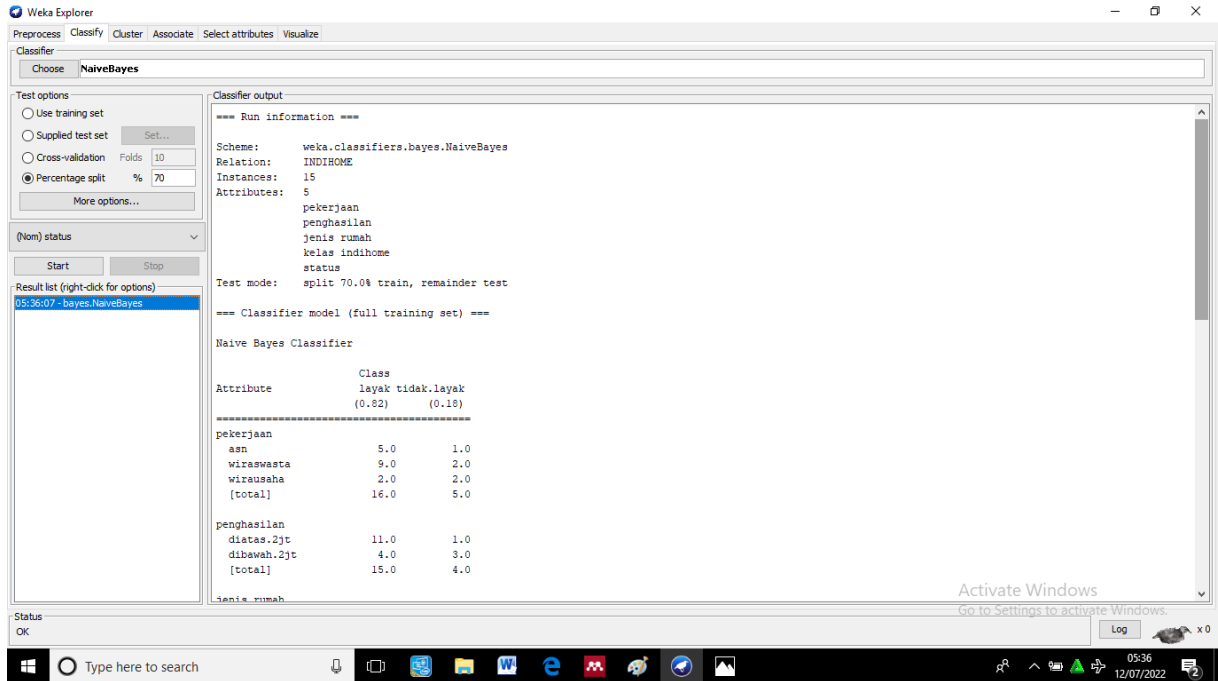 Weka Explorer
Preprocess Classify Cluster Associate Select attributes Visualize
Classifier
Choose NaiveBayes
Test options
Use training set
Supplied test set Set...
Cross-validation Folds 10
Percentage split % 70
More options...
(Nom) status
Start Stop
Result list (right-click for options)
05:36:07 - bayes.NaiveBayes
Classifier output
=== Run information ===
Scheme: weka.classifiers.bayes.NaiveBayes
Relation: INDIHOME
Instances: 15
Attributes: 5
pekerjaan
penghasilan
jenis rumah
kelas indihome
status
Test mode: split 70.0% train, remainder test
=== Classifier model (full training set) ===
Naive Bayes Classifier
Class
Attribute layak tidak.layak
(0.82) (0.18)
===========================================
pekerjaan
asn 5.0 1.0
wiraswasta 9.0 2.0
wirausaha 2.0 2.0
[total] 16.0 5.0
penghasilan
diatas.2jt 11.0 1.0
dibawah.2jt 4.0 3.0
[total] 15.0 4.0
jenis rumah
Activate Windows
Go to Settings to activate Windows.
Status
OK
Log x 0
Type here to search
05:36
12/07/2022
2